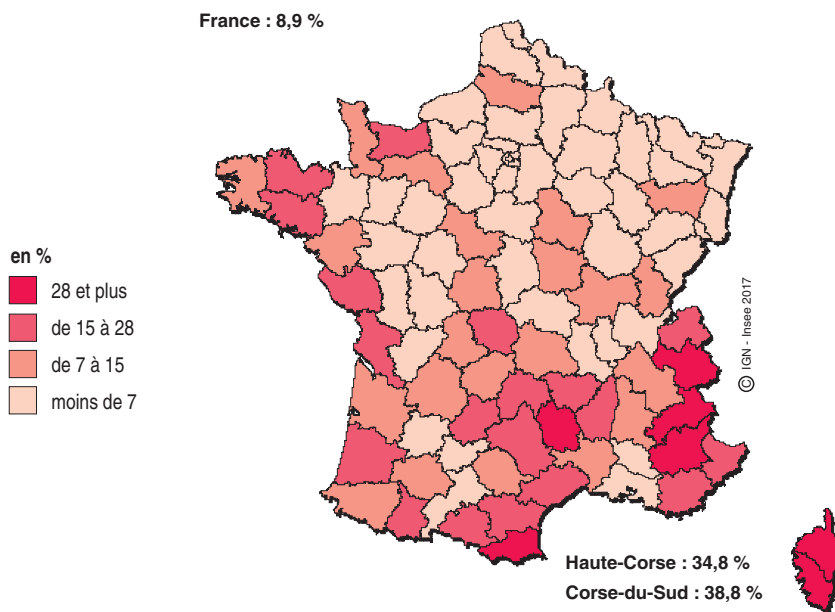 France : 8,9 %
en %
28 et plus
de 15 à 28
de 7 à 15
moins de 7
© IGN - Insee 2017
Haute-Corse : 34,8 %
Corse-du-Sud : 38,8 %